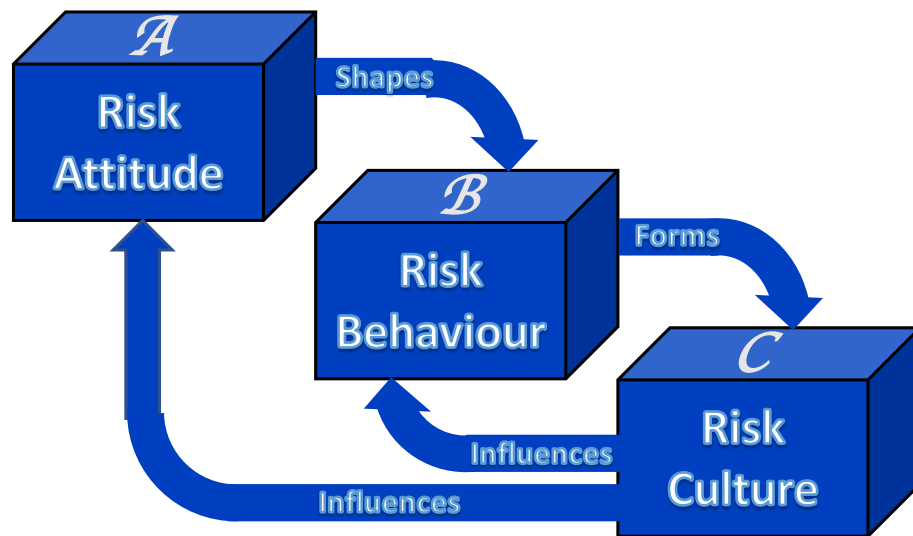 A
Risk
Attitude
Shapes
B
Risk
Behaviour
Forms
C
Risk
Culture
Influences
Influences